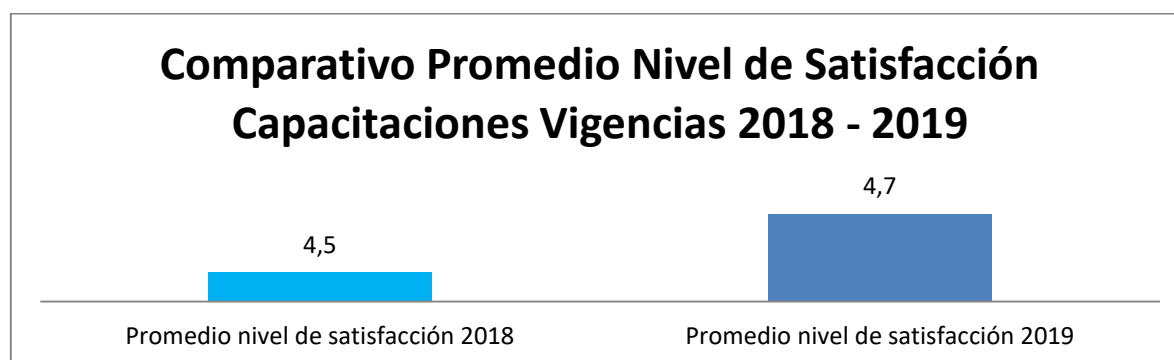 Comparativo Promedio Nivel de Satisfacción
Capacitaciones Vigencias 2018 - 2019
4,5
4,7
Promedio nivel de satisfacción 2018
Promedio nivel de satisfacción 2019